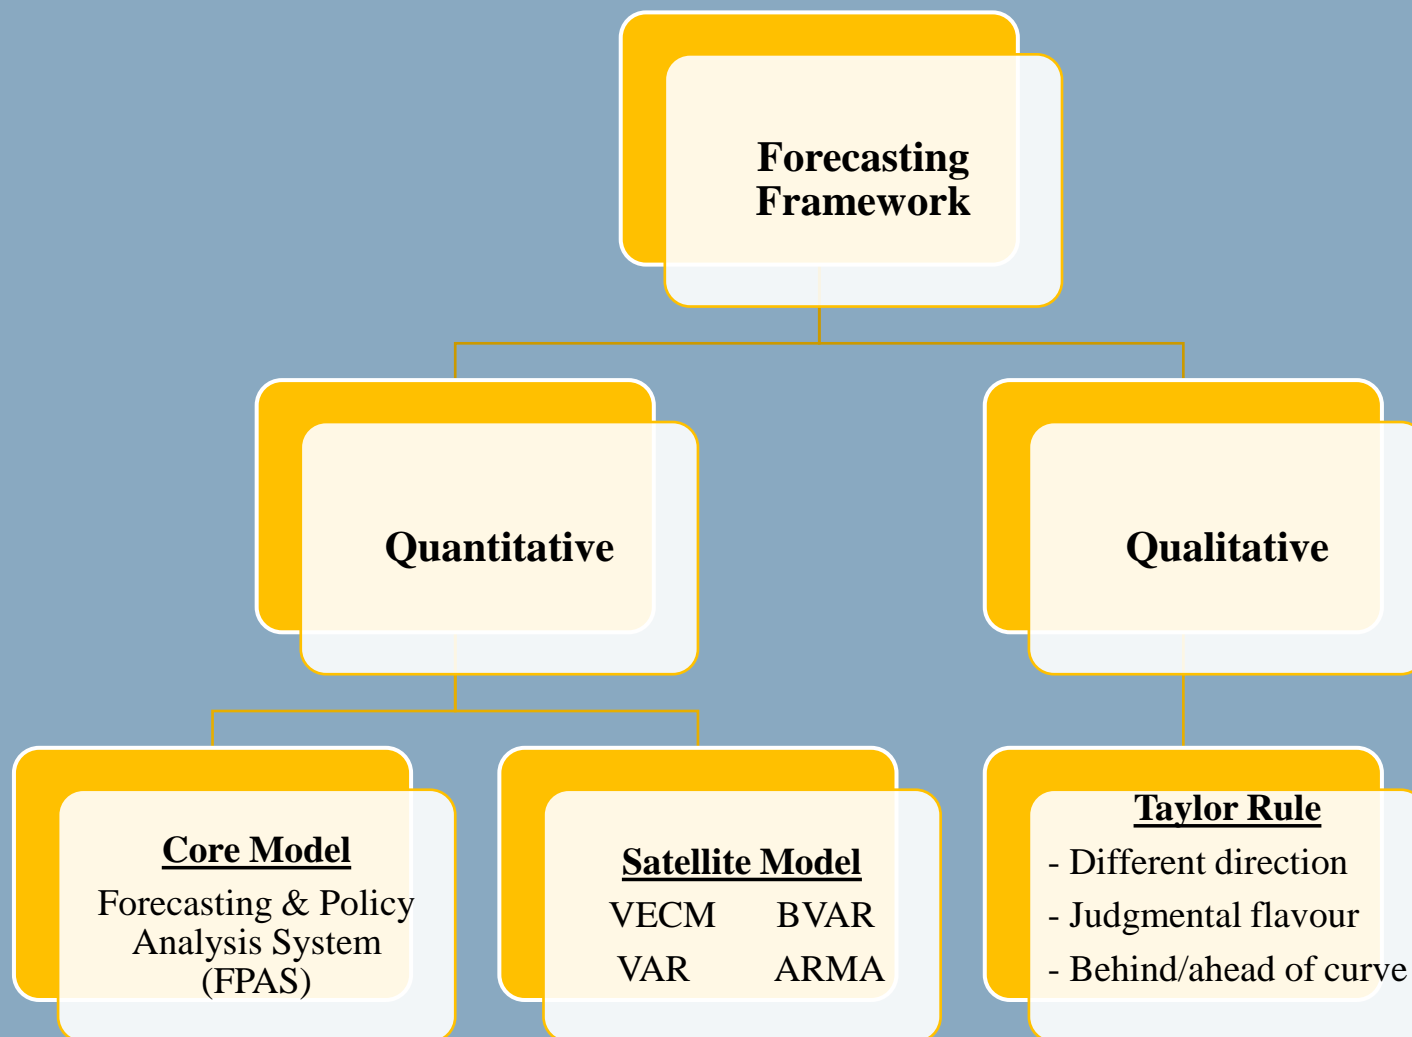 Forecasting
Framework
Quantitative
Qualitative
Core Model
Forecasting & Policy
Analysis System
(FPAS)
Satellite Model
VECM BVAR
VAR ARMA
Taylor Rule
- Different direction
- Judgmental flavour
- Behind/ahead of curve